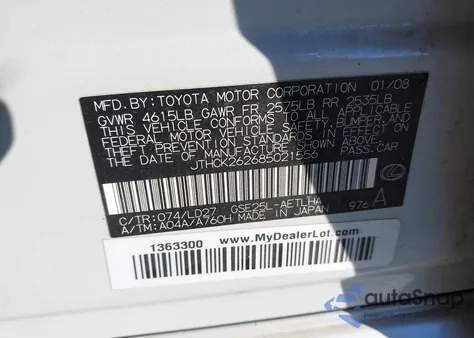 MFD.BY: TOYOTA MOTOR CORPORATION 01/08
GVWR 4615LB GAWR FR 2575LB RR 2535LB
THIS VEHICLE CONFORMS TO ALL APPLICABLE
FEDERAL MOTOR VEHICLE SAFETY, BUMPER, AND
THEFT PREVENTION STANDARDS IN EFFECT ON
THE DATE OF MANUFACTURE SHOWN ABOVE.
JTHCK262685021556 PASS.CAR
C/TR: 074/LD27 GSE25L-AETLHA
A/TM: A04A/A760H MADE IN JAPAN 976 A
1363300 www.MyDealerLot.com
autoSnap